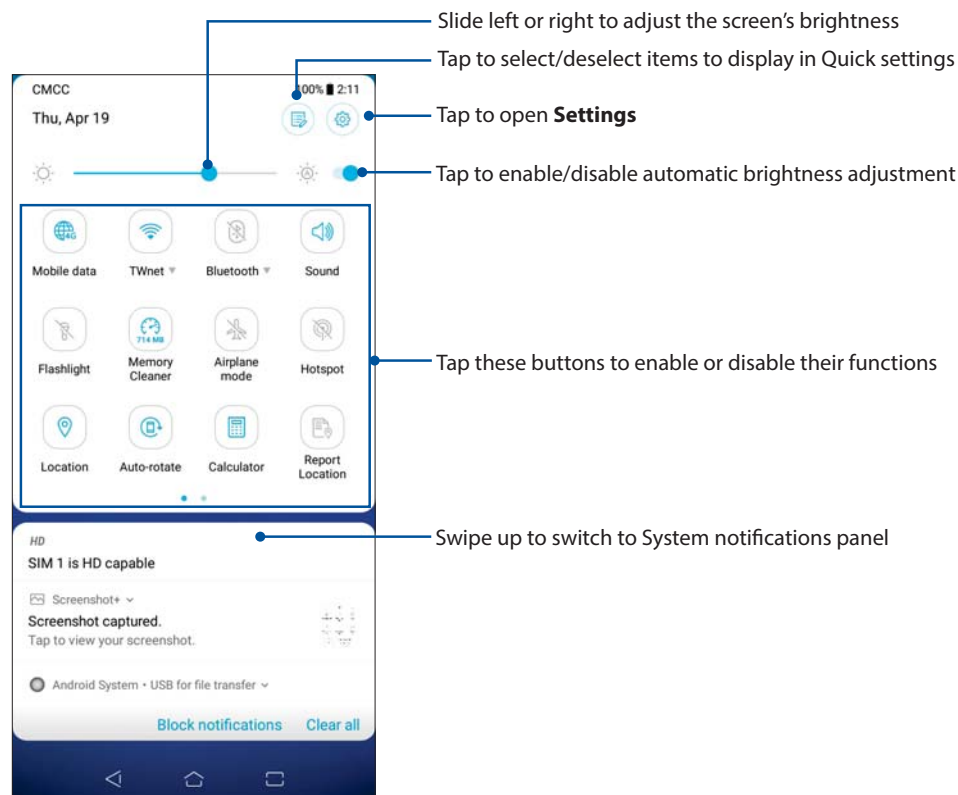 Slide left or right to adjust the screen's brightness
Tap to select/deselect items to display in Quick settings
CMCC 100% 2:11
Thu, Apr 19
Tap to open Settings
A
Tap to enable/disable automatic brightness adjustment
4G
Mobile data TWnet Bluetooth Sound
714 MB
Flashlight Memory Cleaner Airplane mode Hotspot
Tap these buttons to enable or disable their functions
Location Auto-rotate Calculator Report Location
HD
Swipe up to switch to System notifications panel
SIM 1 is HD capable
Screenshot+
Screenshot captured.
Tap to view your screenshot.
Android System • USB for file transfer
Block notifications Clear all